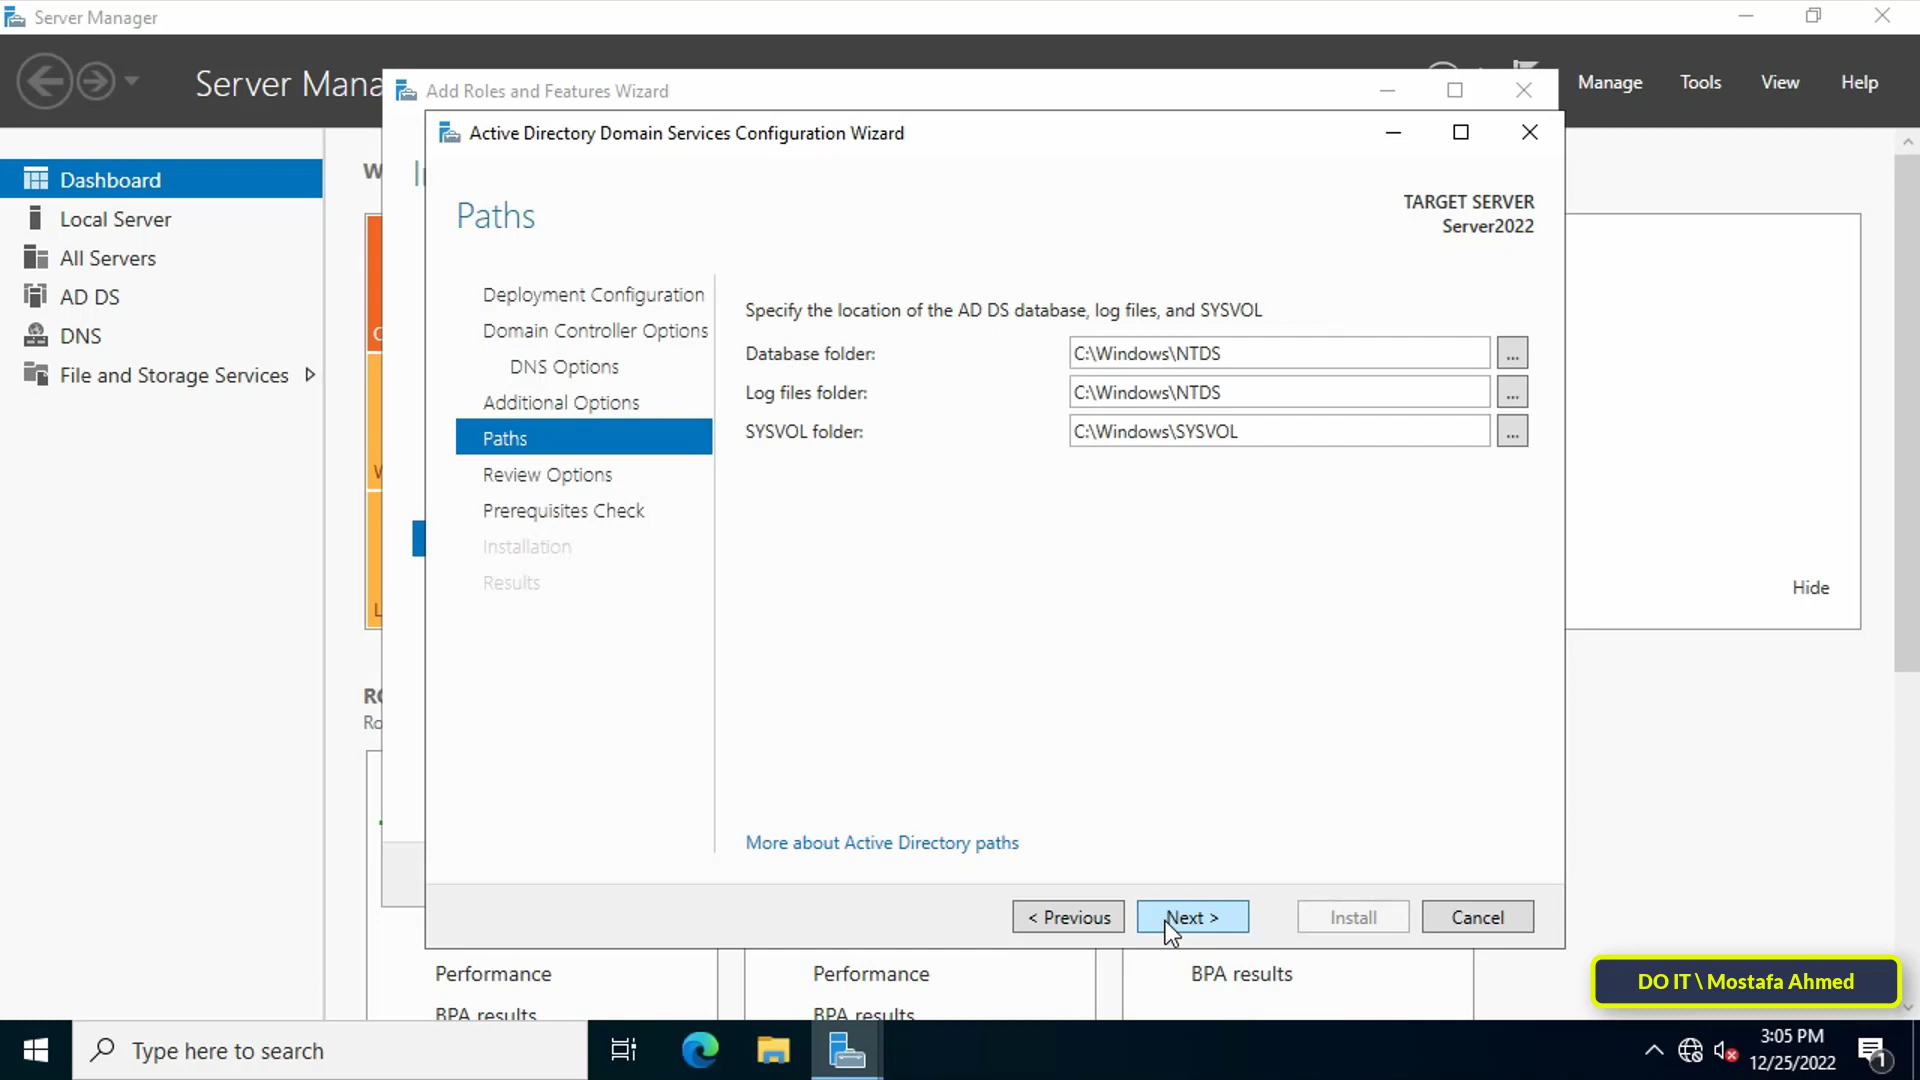 Server Manager
Server Mana
Manage
Tools
View
Help
Add Roles and Features Wizard
Active Directory Domain Services Configuration Wizard
Dashboard
Local Server
All Servers
AD DS
DNS
File and Storage Services
Paths
TARGET SERVER
Server2022
Deployment Configuration
Domain Controller Options
DNS Options
Additional Options
Paths
Review Options
Prerequisites Check
Installation
Results
Specify the location of the AD DS database, log files, and SYSVOL
Database folder:
C:\Windows\NTDS
...
Log files folder:
C:\Windows\NTDS
...
SYSVOL folder:
C:\Windows\SYSVOL
...
Hide
More about Active Directory paths
< Previous
Next >
Install
Cancel
Performance
Performance
BPA results
BPA results
BPA results
DO IT \ Mostafa Ahmed
Type here to search
3:05 PM
12/25/2022
1